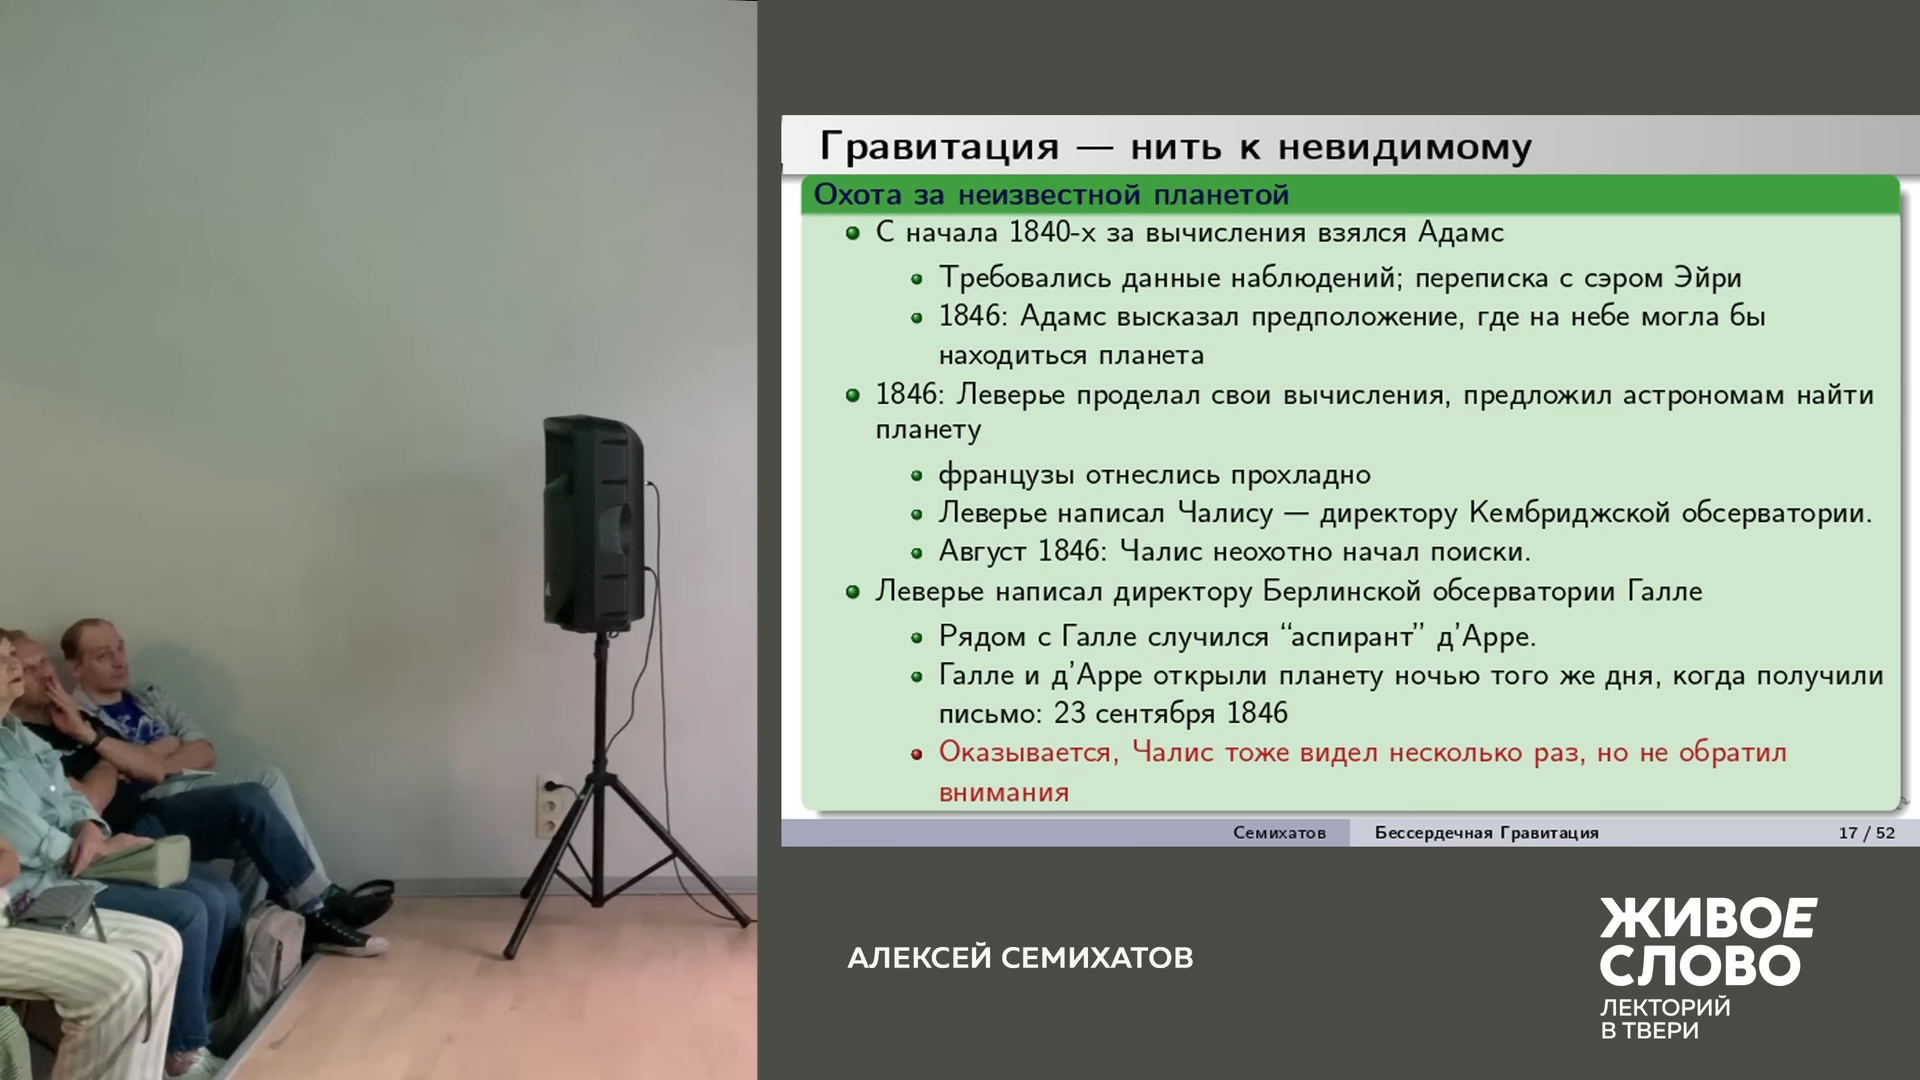 Гравитация — нить к невидимому
Охота за неизвестной планетой
С начала 1840-х за вычисления взялся Адамс
Требовались данные наблюдений; переписка с сэром Эйри
1846: Адамс высказал предположение, где на небе могла бы
находиться планета
1846: Леверье проделал свои вычисления, предложил астрономам найти
планету
французы отнеслись прохладно
Леверье написал Чалису — директору Кембриджской обсерватории.
Август 1846: Чалис неохотно начал поиски.
Леверье написал директору Берлинской обсерватории Галле
Рядом с Галле случился “аспирант” д’Арре.
Галле и д’Арре открыли планету ночью того же дня, когда получили
письмо: 23 сентября 1846
Оказывается, Чалис тоже видел несколько раз, но не обратил
внимания
Семихатов Бессердечная Гравитация 17 / 52
АЛЕКСЕЙ СЕМИХАТОВ
ЖИВОЕ
СЛОВО
ЛЕКТОРИЙ
В ТВЕРИ